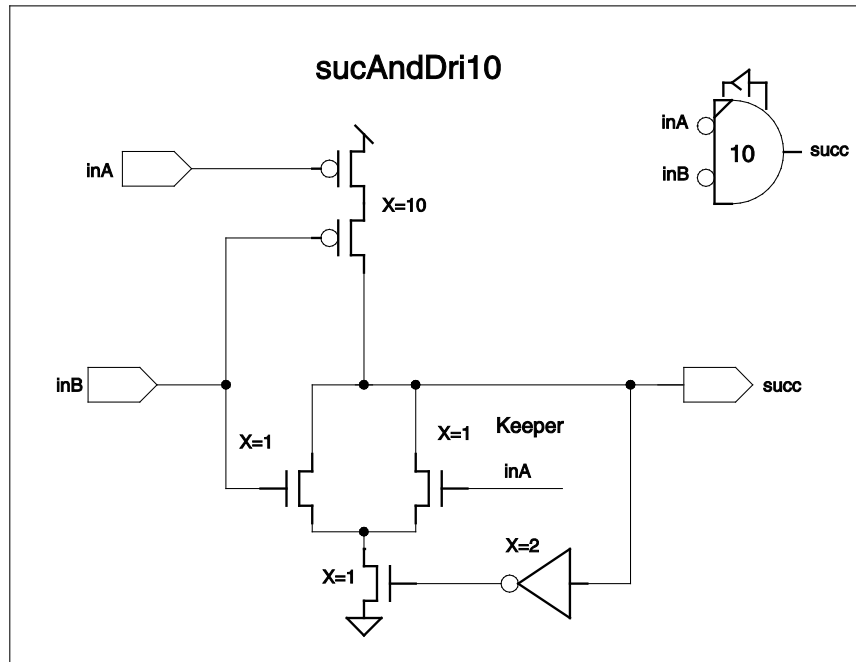 sucAndDri10
inA
10
succ
inB
inA
X=10
inB
succ
X=1
X=1
Keeper
inA
X=2
X=1